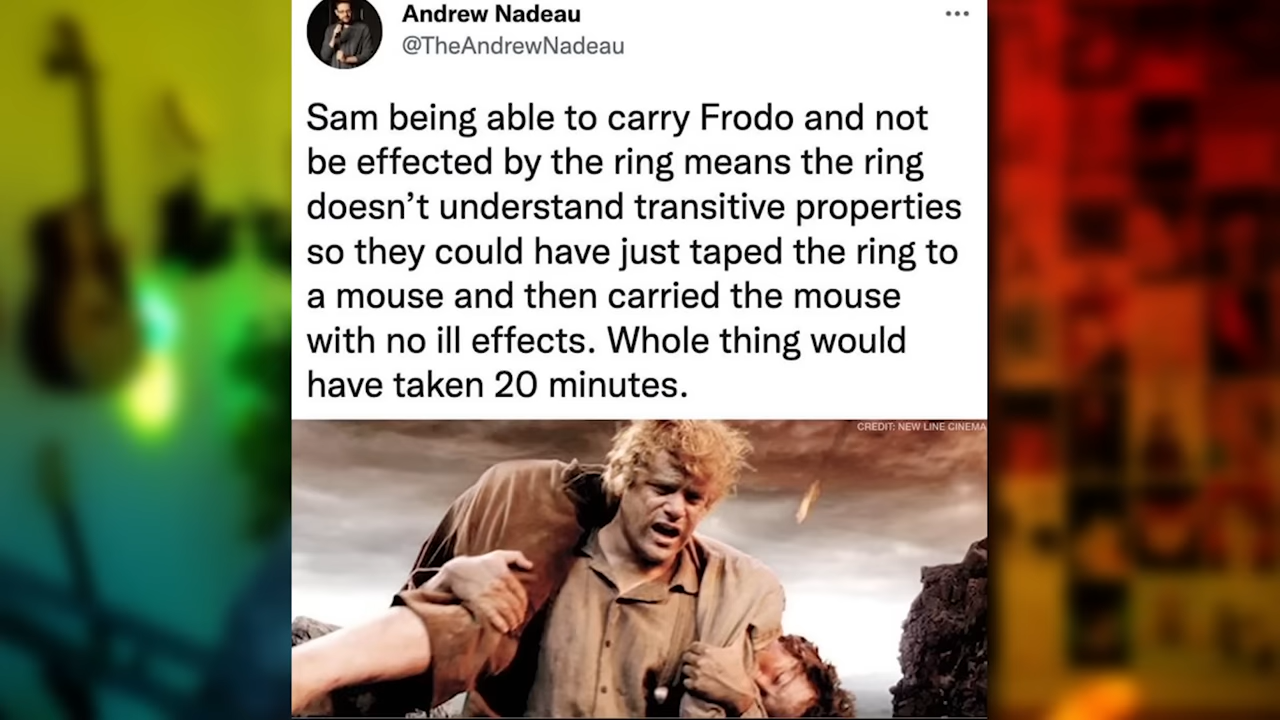 Andrew Nadeau
@TheAndrewNadeau
Sam being able to carry Frodo and not
be effected by the ring means the ring
doesn’t understand transitive properties
so they could have just taped the ring to
a mouse and then carried the mouse
with no ill effects. Whole thing would
have taken 20 minutes.
CREDIT: NEW LINE CINEMA